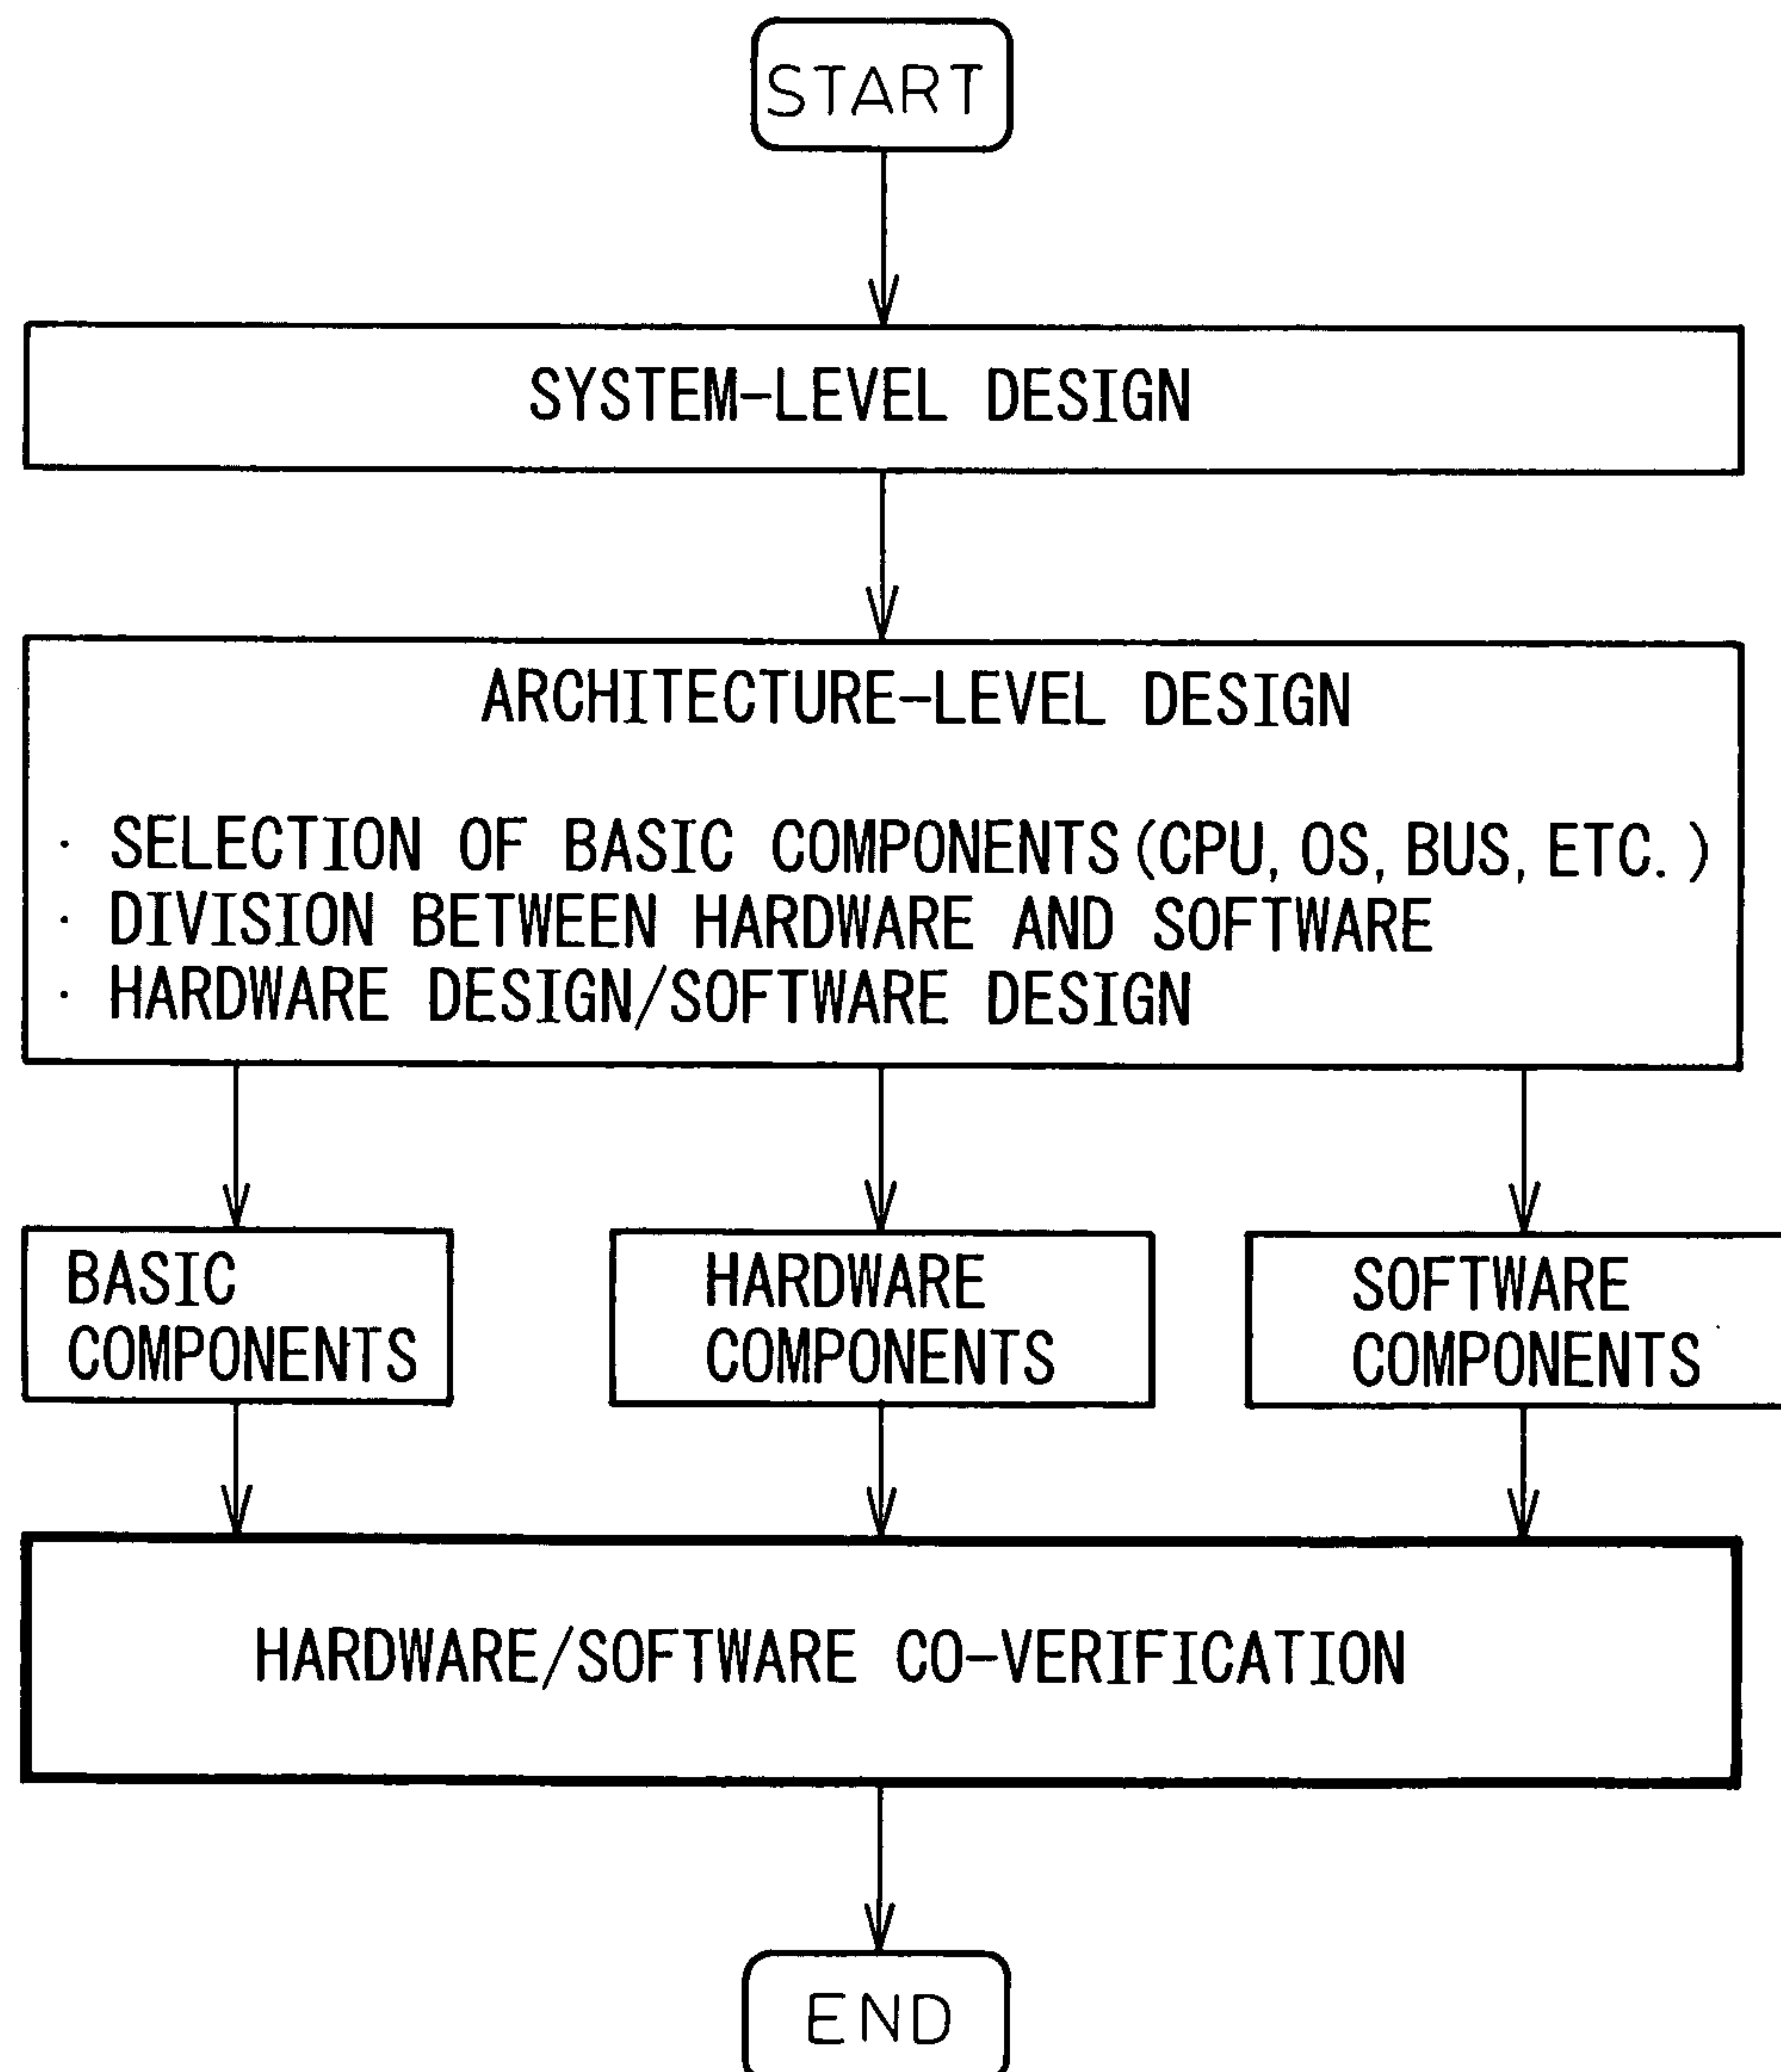 START
SYSTEM-LEVEL DESIGN
ARCHITECTURE-LEVEL DESIGN
· SELECTION OF BASIC COMPONENTS (CPU, OS, BUS, ETC.)
· DIVISION BETWEEN HARDWARE AND SOFTWARE
· HARDWARE DESIGN/SOFTWARE DESIGN
BASIC
COMPONENTS
HARDWARE
COMPONENTS
SOFTWARE
COMPONENTS
HARDWARE/SOFTWARE CO-VERIFICATION
END